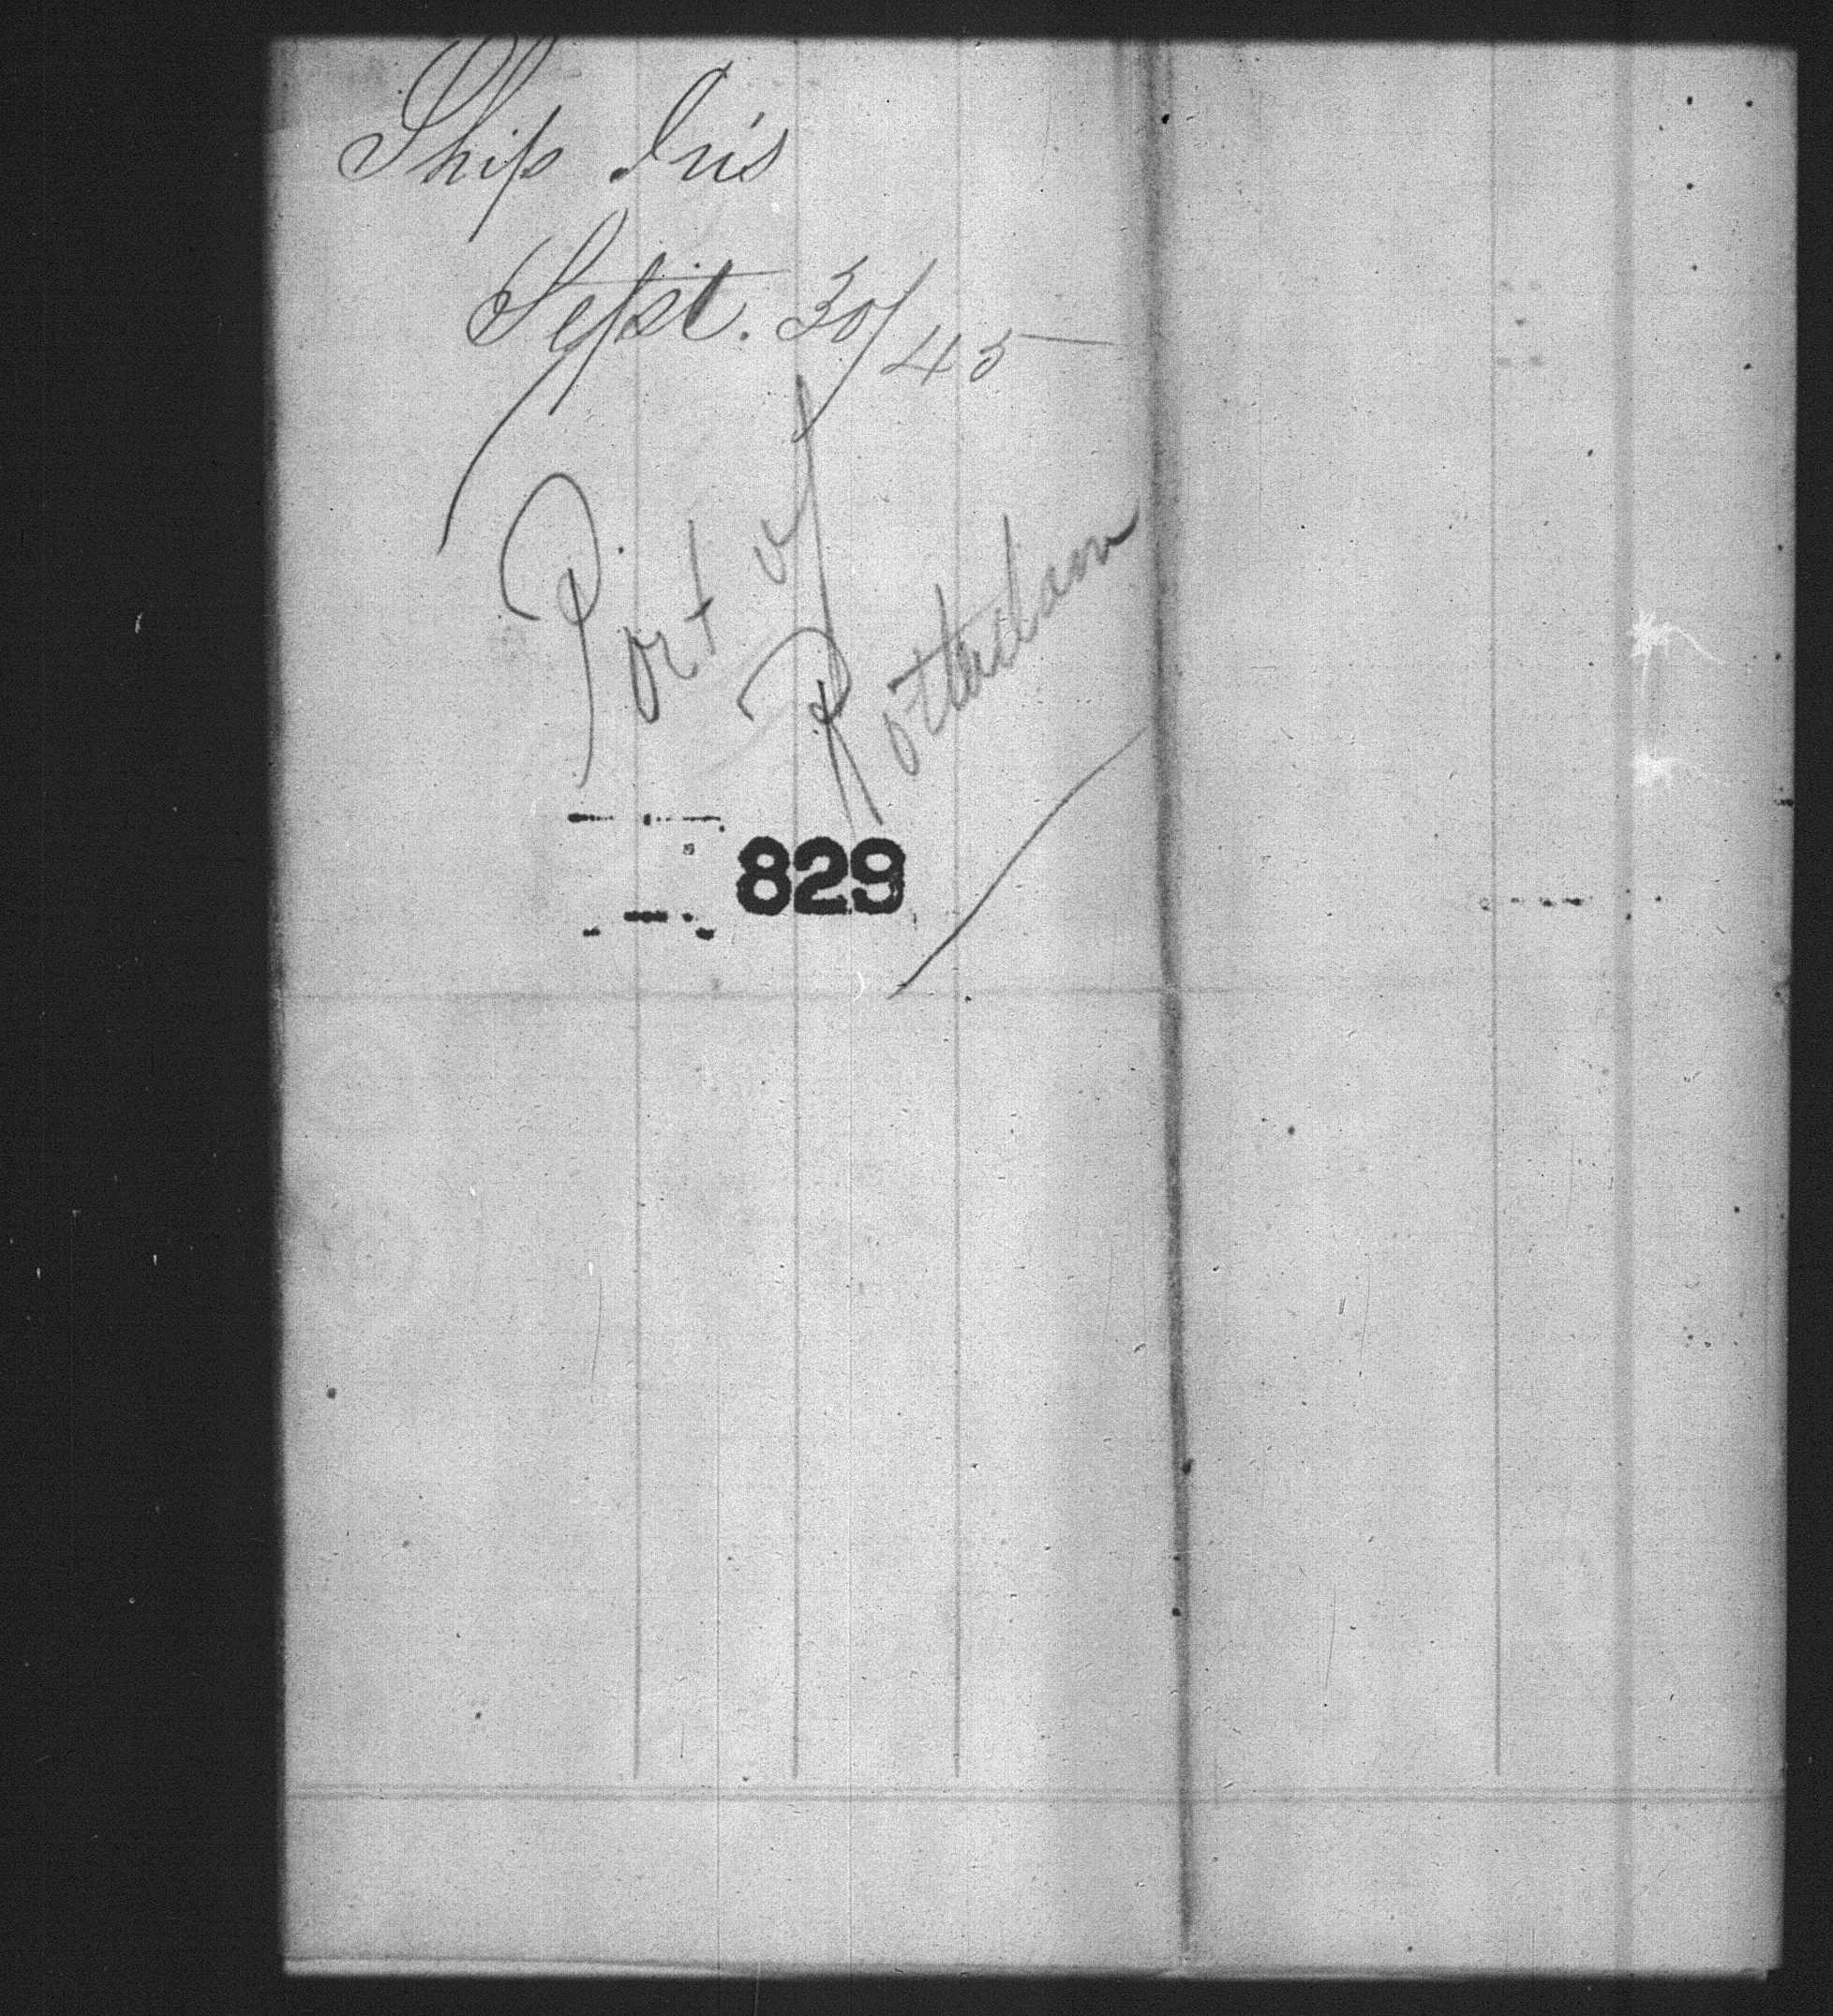 Ship Iris
Sept. 30/45
Port of
Rotterdam
829